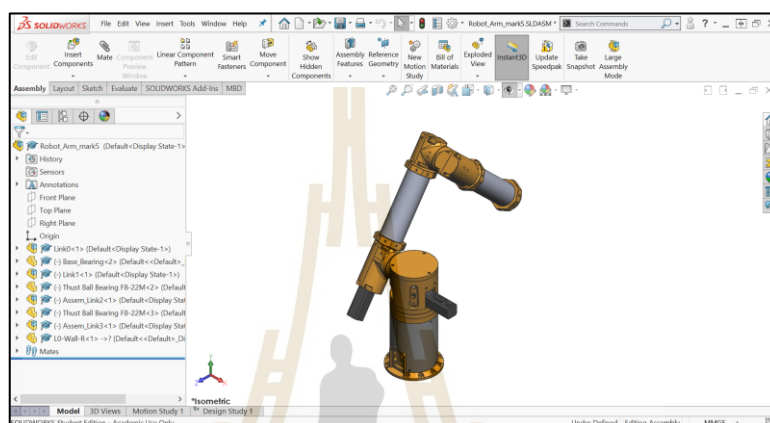 SOLIDWORKS File Edit View Insert Tools Window Help Robot_Arm_mark5.SLDASM * Search Commands
Edit Component Insert Components Mate Component Preview Window Linear Component Pattern Smart Fasteners Move Component Show Hidden Components Assembly Features Reference Geometry New Motion Study Bill of Materials Exploded View Instant3D Update Speedpak Take Snapshot Large Assembly Mode
Assembly Layout Sketch Evaluate SOLIDWORKS Add-Ins MBD
Robot_Arm_mark5 (Default<Display State-1>
History
Sensors
Annotations
Front Plane
Top Plane
Right Plane
Origin
Link0<1> (Default<Display State-1>)
(-) Base_Bearing<2> (Default<<Default>_
(-) Link1<1> (Default<Display State-1>)
(-) Thust Ball Bearing F8-22M<2> (Default
(-) Assem_Link2<1> (Default<Display Stat
(-) Thust Ball Bearing F8-22M<3> (Default
(-) Assem_Link3<1> (Default<Display Stat
L0-Wall-R<1> ->? (Default<<Default>_Di
Mates
*Isometric
Model 3D Views Motion Study 1 Design Study 1
SOLIDWORKS Student Edition - Academic Use Only Under Defined Editing Assembly MMGS